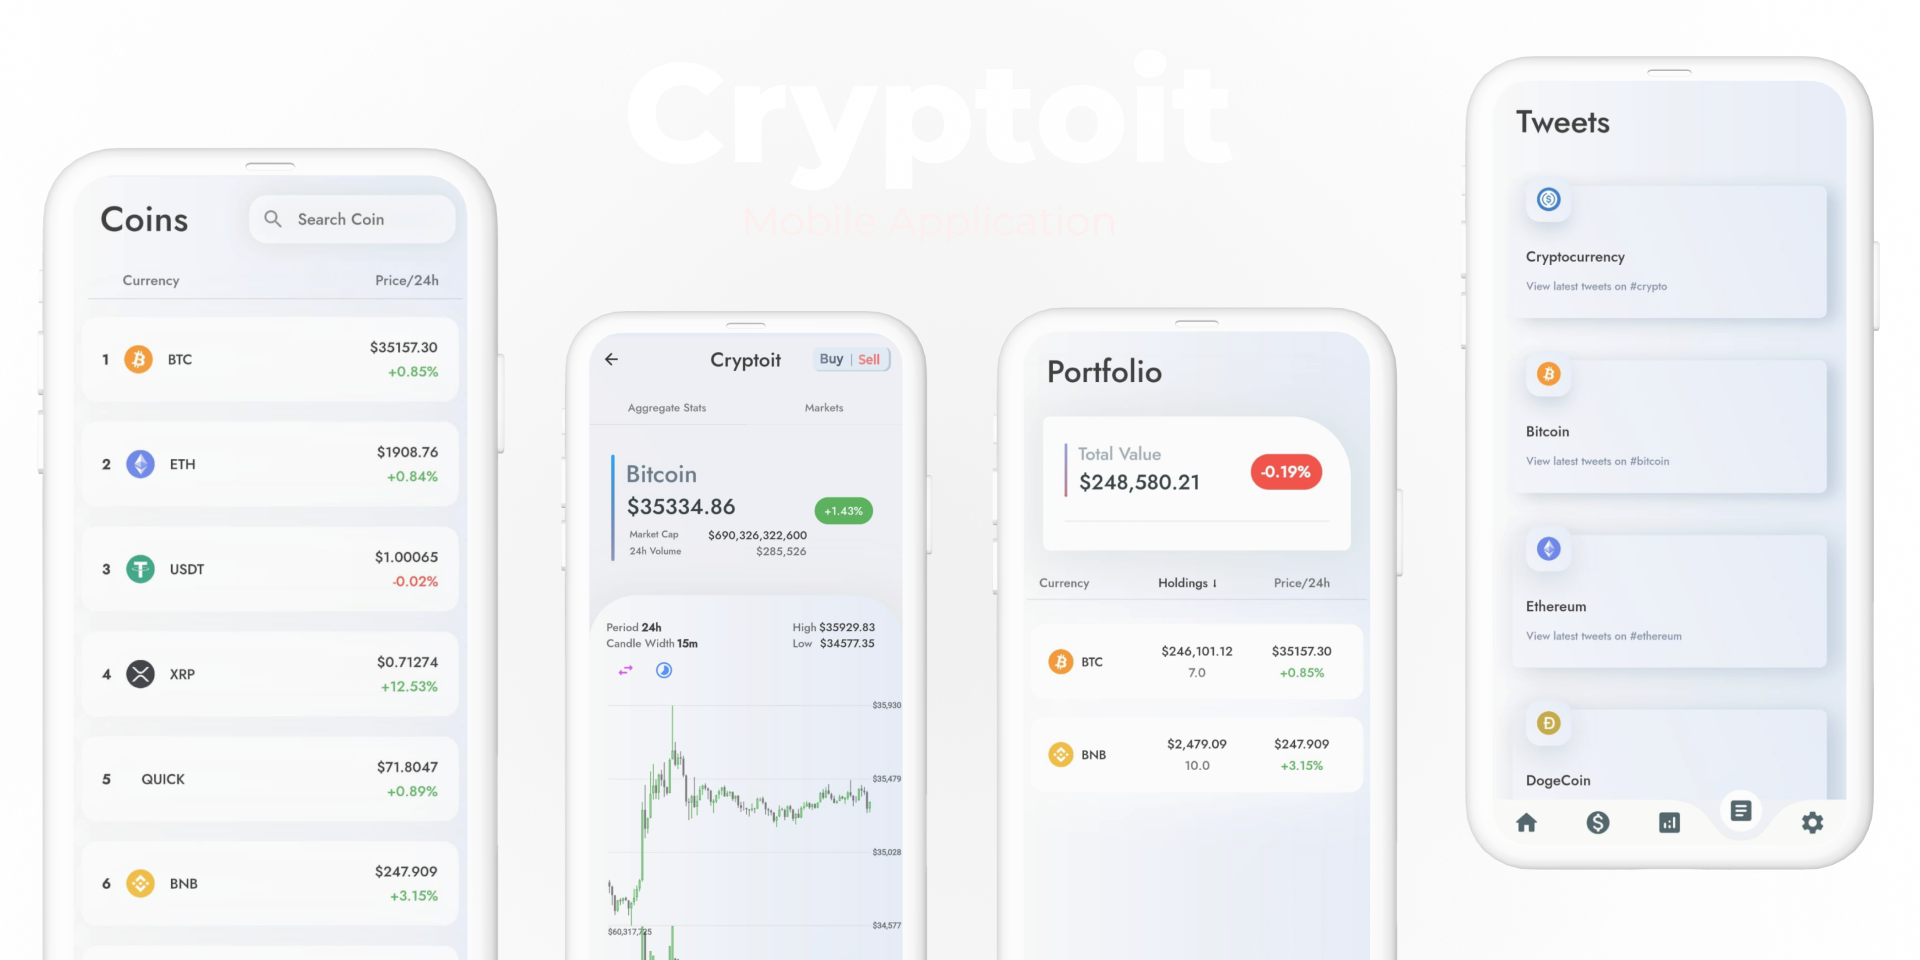 Cryptoit
Mobile Application
Coins
Search Coin
Currency Price/24h
1 BTC $35157.30
+0.85%
2 ETH $1908.76
+0.84%
3 USDT $1.00065
-0.02%
4 XRP $0.71274
+12.53%
5 QUICK $71.8047
+0.89%
6 BNB $247.909
+3.15%
Cryptoit Buy | Sell
Aggregate Stats Markets
Bitcoin
$35334.86
+1.43%
Market Cap $690,326,322,600
24h Volume $285,526
Period 24h High $35929.83
Candle Width 15m Low $34577.35
$35,930
$35,479
$35,028
$34,577
$60,317,725
Portfolio
Total Value
$248,580.21
-0.19%
Currency Holdings ↓ Price/24h
BTC $246,101.12 $35157.30
7.0 +0.85%
BNB $2,479.09 $247.909
10.0 +3.15%
Tweets
Cryptocurrency
View latest tweets on #crypto
Bitcoin
View latest tweets on #bitcoin
Ethereum
View latest tweets on #ethereum
DogeCoin